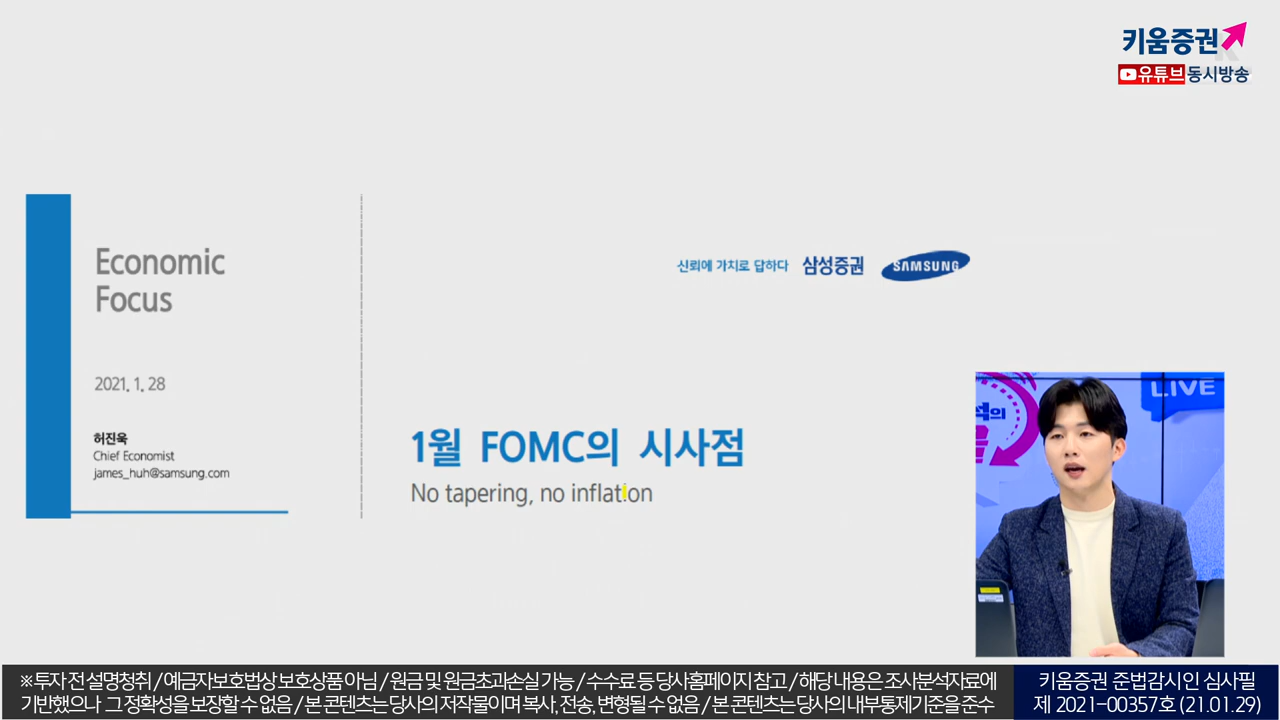 키움증권
유튜브 동시방송
Economic
Focus
신뢰에 가치로 답하다 삼성증권 SAMSUNG
2021. 1. 28
허진욱
Chief Economist
james_huh@samsung.com
1월 FOMC의 시사점
No tapering, no inflation
LIVE
석의
※투자 전 설명청취 / 예금자보호법상 보호상품 아님 / 원금 및 원금초과손실 가능 / 수수료 등 당사홈페이지 참고 / 해당 내용은 조사분석자료에
기반했으나 그 정확성을 보장할 수 없음 / 본 콘텐츠는 당사의 저작물이며 복사, 전송, 변형될 수 없음 / 본 콘텐츠는 당사의 내부통제기준을 준수
키움증권 준법감시인 심사필
제 2021-00357호 (21.01.29)